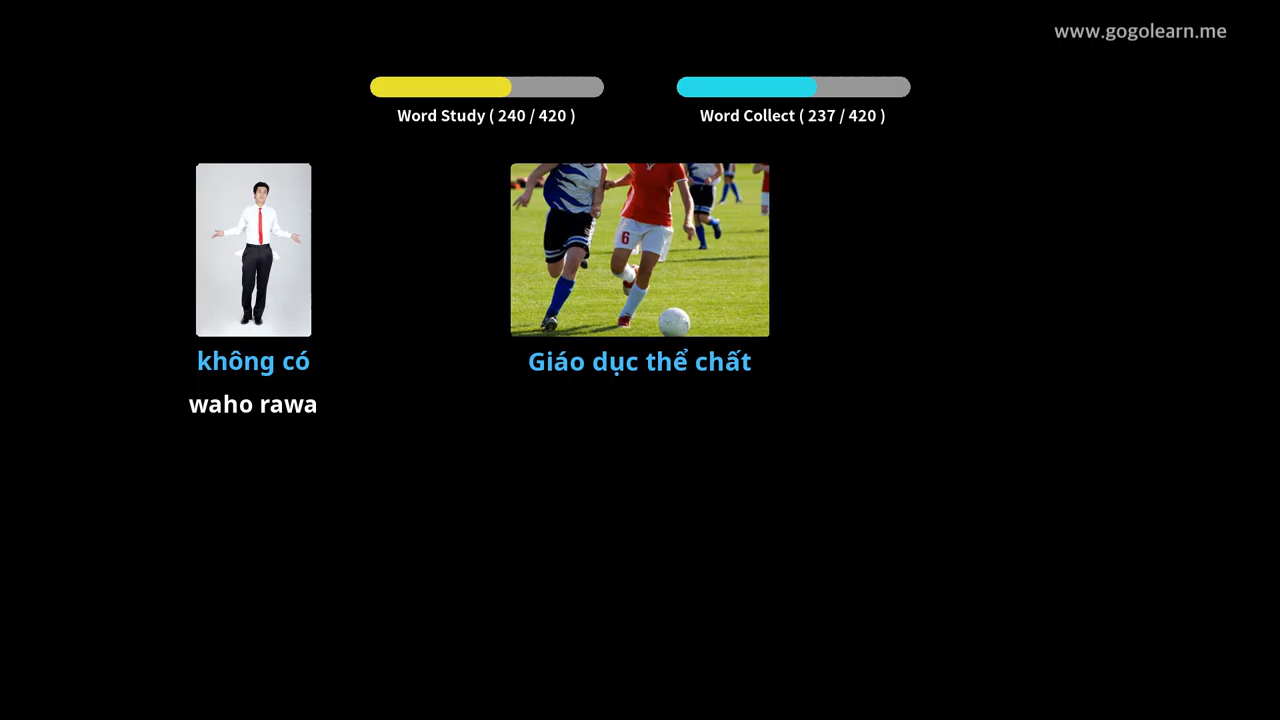 www.gogolearn.me
Word Study ( 240 / 420 )
Word Collect ( 237 / 420 )
6
không có
Giáo dục thể chất
waho rawa